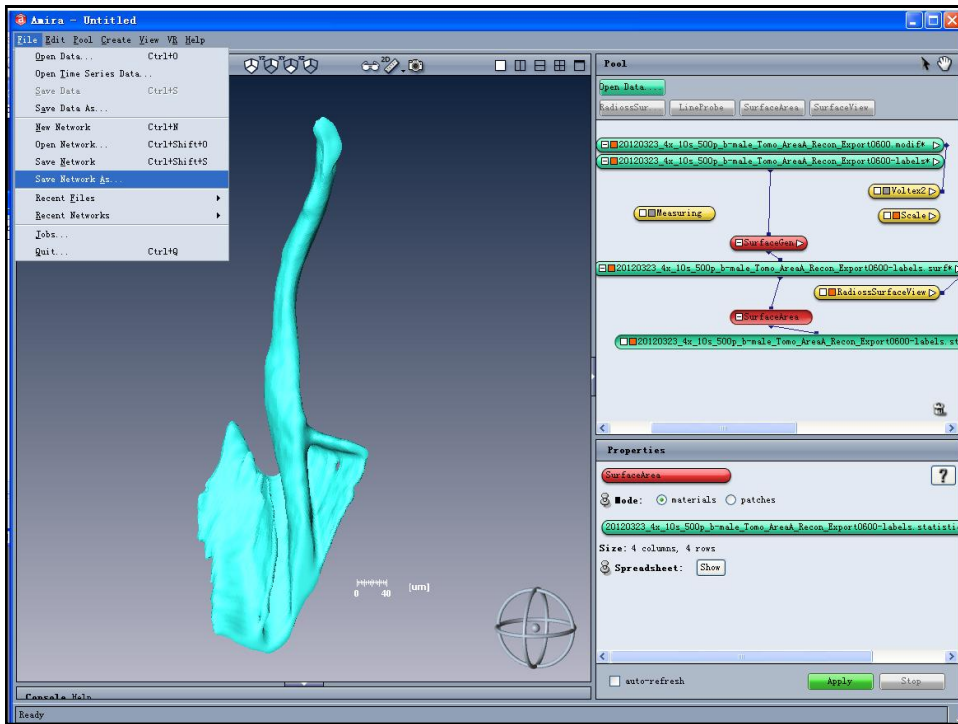 Amira - Untitled
File Edit Pool Create View VR Help
Open Data... Ctrl+O
Open Time Series Data...
Save Data Ctrl+S
Save Data As...
New Network Ctrl+N
Open Network... Ctrl+Shift+O
Save Network Ctrl+Shift+S
Save Network As...
Recent Files
Recent Networks
Jobs...
Quit... Ctrl+Q
YZ XY XZ
2D
0 40 [um]
Console Help
Ready
Pool
Open Data...
RadiossSur... LineProbe SurfaceArea SurfaceView
20120323_4x_10s_500p_b-male_Tomo_AreaA_Recon_Export0600.modif*
20120323_4x_10s_500p_b-male_Tomo_AreaA_Recon_Export0600-labels*
Voltex2
Measuring
Scale
SurfaceGen
20120323_4x_10s_500p_b-male_Tomo_AreaA_Recon_Export0600-labels.surf*
RadiossSurfaceView
SurfaceArea
20120323_4x_10s_500p_b-male_Tomo_AreaA_Recon_Export0600-labels.st
Properties
SurfaceArea ?
Mode: materials patches
20120323_4x_10s_500p_b-male_Tomo_AreaA_Recon_Export0600-labels.statisti
Size: 4 columns, 4 rows
Spreadsheet: Show
auto-refresh Apply Stop